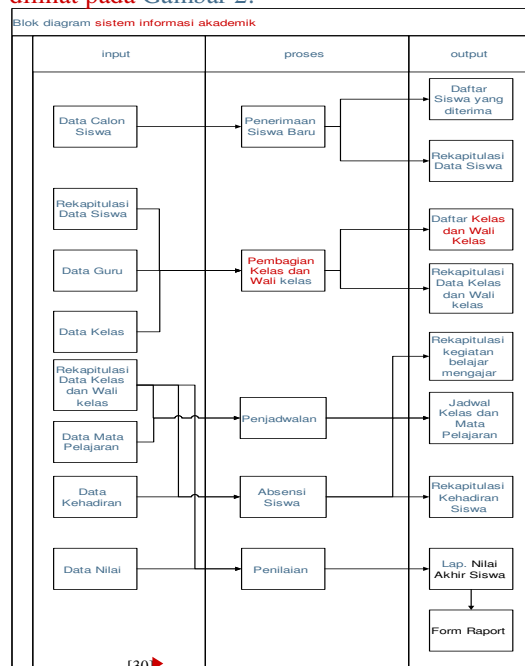 dilihat pada Gambar 2.
Blok diagram sistem informasi akademik
input
proses
output
Data Calon
Siswa
Penerimaan
Siswa Baru
Daftar
Siswa yang
diterima
Rekapitulasi
Data Siswa
Rekapitulasi
Data Siswa
Data Guru
Data Kelas
Pembagian
Kelas dan
Wali kelas
Daftar Kelas
dan Wali
Kelas
Rekapitulasi
Data Kelas
dan Wali
kelas
Rekapitulasi
Data Kelas
dan Wali
kelas
Data Mata
Pelajaran
Penjadwalan
Rekapitulasi
kegiatan
belajar
mengajar
Jadwal
Kelas dan
Mata
Pelajaran
Data
Kehadiran
Absensi
Siswa
Rekapitulasi
Kehadiran
Siswa
Data Nilai
Penilaian
Lap. Nilai
Akhir Siswa
Form Raport
[30]